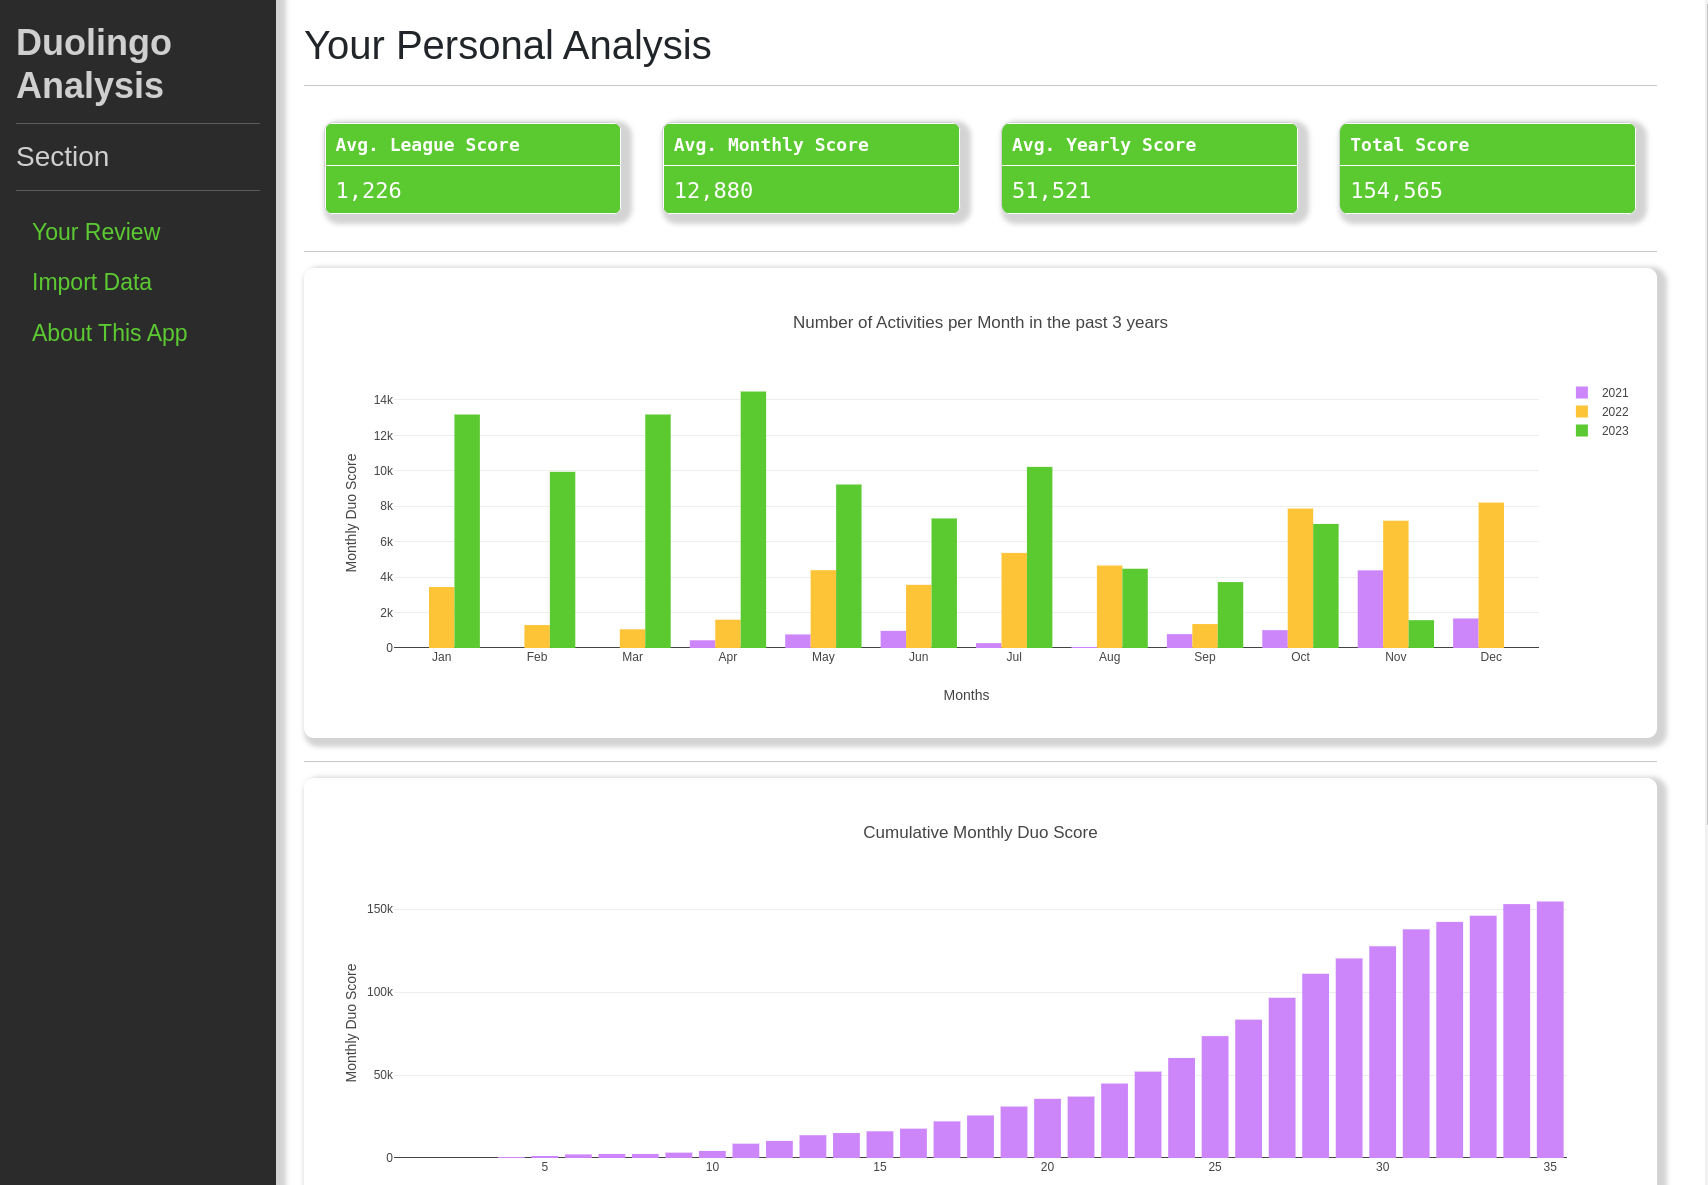 Duolingo
Analysis
Section
Your Review
Import Data
About This App
Your Personal Analysis
Avg. League Score
1,226
Avg. Monthly Score
12,880
Avg. Yearly Score
51,521
Total Score
154,565
Number of Activities per Month in the past 3 years
14k
12k
10k
8k
6k
4k
2k
0
Monthly Duo Score
Jan Feb Mar Apr May Jun Jul Aug Sep Oct Nov Dec
Months
2021
2022
2023
Cumulative Monthly Duo Score
150k
100k
50k
0
Monthly Duo Score
5 10 15 20 25 30 35